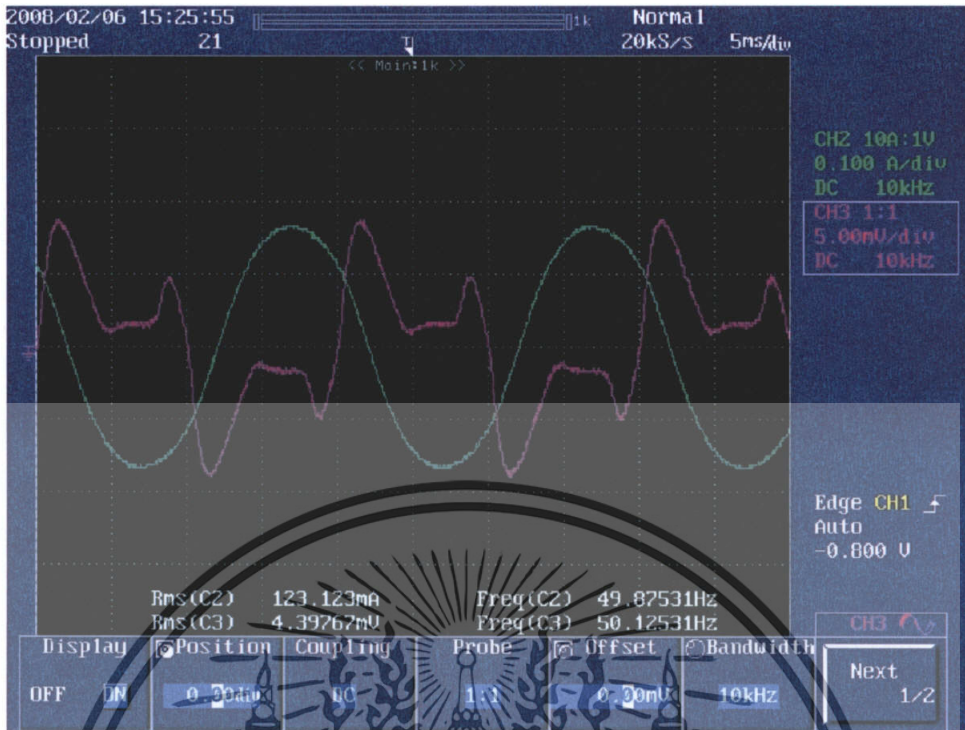 2008/02/06 15:25:55
1k
Normal
Stopped
21
T
20kS/s
5ms/div
<< Main:1k >>
CH2 10A:1V
0.100 A/div
DC 10kHz
CH3 1:1
5.00mV/div
DC 10kHz
Edge CH1
Auto
-0.800 V
Rms(C2) 123.123mA
Freq(C2) 49.87531Hz
Rms(C3) 4.39767mV
Freq(C3) 50.12531Hz
CH3
Display
Position
Coupling
Probe
Offset
Bandwidth
Next
1/2
OFF ON
0.00div
DC
1:1
0.00mV
10kHz